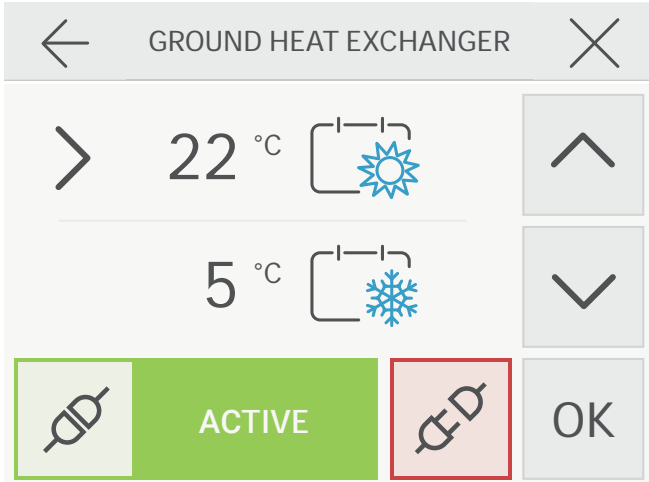 GROUND HEAT EXCHANGER
22 °C
5 °C
ACTIVE
OK